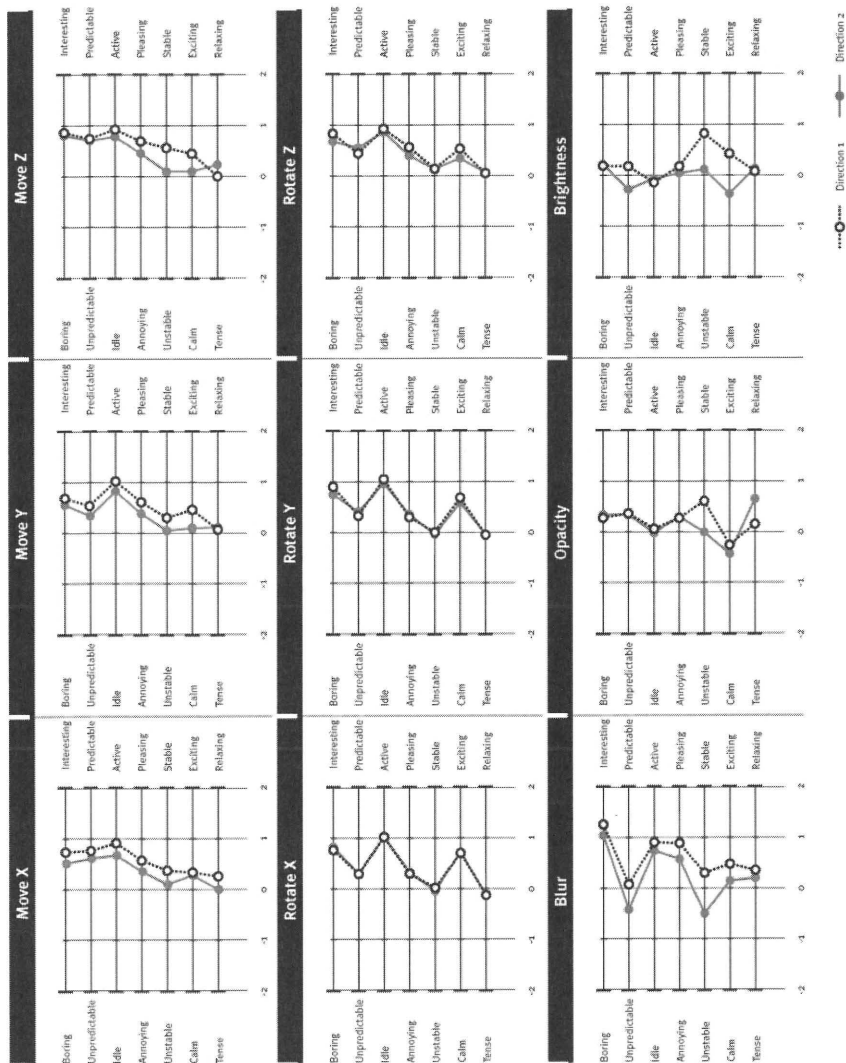 Move X Move Y Move Z
Boring Interesting Boring Interesting Boring Interesting
Unpredictable Predictable Unpredictable Predictable Unpredictable Predictable
Idle Active Idle Active Idle Active
Annoying Pleasing Annoying Pleasing Annoying Pleasing
Unstable Stable Unstable Stable Unstable Stable
Calm Exciting Calm Exciting Calm Exciting
Tense Relaxing Tense Relaxing Tense Relaxing
-2 -1 0 1 2 -2 -1 0 1 2 -2 -1 0 1 2
Rotate X Rotate Y Rotate Z
Boring Interesting Boring Interesting Boring Interesting
Unpredictable Predictable Unpredictable Predictable Unpredictable Predictable
Idle Active Idle Active Idle Active
Annoying Pleasing Annoying Pleasing Annoying Pleasing
Unstable Stable Unstable Stable Unstable Stable
Calm Exciting Calm Exciting Calm Exciting
Tense Relaxing Tense Relaxing Tense Relaxing
-2 -1 0 1 2 -2 -1 0 1 2 -2 -1 0 1 2
Blur Opacity Brightness
Boring Interesting Boring Interesting Boring Interesting
Unpredictable Predictable Unpredictable Predictable Unpredictable Predictable
Idle Active Idle Active Idle Active
Annoying Pleasing Annoying Pleasing Annoying Pleasing
Unstable Stable Unstable Stable Unstable Stable
Calm Exciting Calm Exciting Calm Exciting
Tense Relaxing Tense Relaxing Tense Relaxing
-2 -1 0 1 2 -2 -1 0 1 2 -2 -1 0 1 2
Direction 1 Direction 2